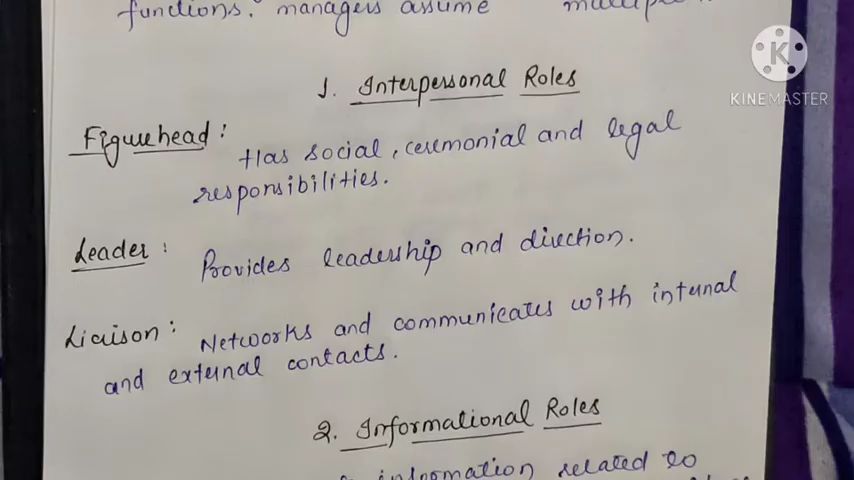 functions. managers assume multiple
1. Interpersonal Roles
Figurehead:
Has social, ceremonial and legal
responsibilities.
Leader: Provides leadership and direction.
Liaison: Networks and communicates with internal
and external contacts.
2. Informational Roles
information related to
KINEMASTER